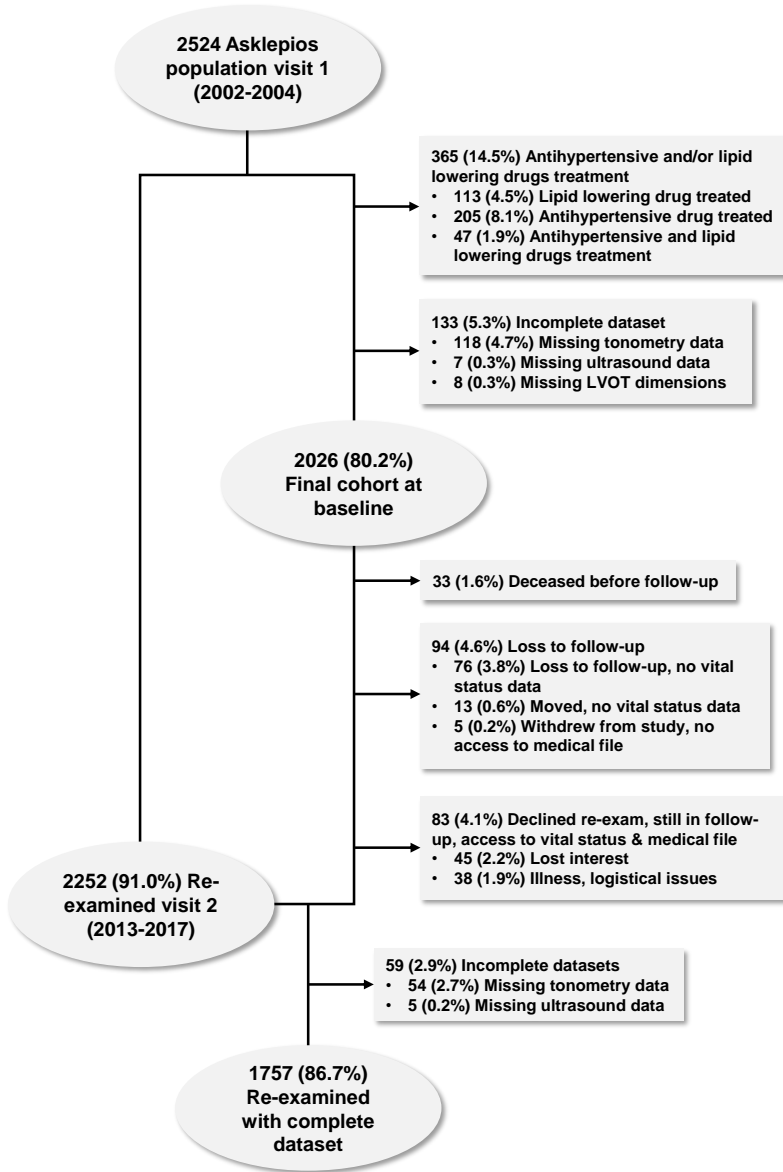 2524 Asklepios
population visit 1
(2002-2004)
365 (14.5%) Antihypertensive and/or lipid
lowering drugs treatment
• 113 (4.5%) Lipid lowering drug treated
• 205 (8.1%) Antihypertensive drug treated
• 47 (1.9%) Antihypertensive and lipid
lowering drugs treatment
133 (5.3%) Incomplete dataset
• 118 (4.7%) Missing tonometry data
• 7 (0.3%) Missing ultrasound data
• 8 (0.3%) Missing LVOT dimensions
2026 (80.2%)
Final cohort at
baseline
33 (1.6%) Deceased before follow-up
94 (4.6%) Loss to follow-up
• 76 (3.8%) Loss to follow-up, no vital
status data
• 13 (0.6%) Moved, no vital status data
• 5 (0.2%) Withdrew from study, no
access to medical file
83 (4.1%) Declined re-exam, still in follow-
up, access to vital status & medical file
• 45 (2.2%) Lost interest
• 38 (1.9%) Illness, logistical issues
2252 (91.0%) Re-
examined visit 2
(2013-2017)
59 (2.9%) Incomplete datasets
• 54 (2.7%) Missing tonometry data
• 5 (0.2%) Missing ultrasound data
1757 (86.7%)
Re-examined
with complete
dataset